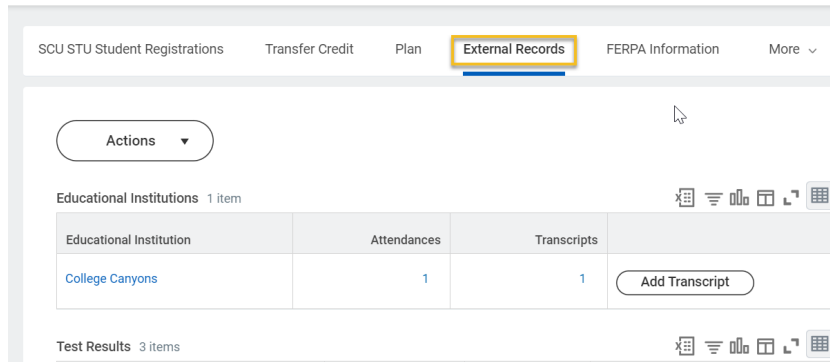 SCU STU Student Registrations Transfer Credit Plan External Records FERPA Information More
Actions
Educational Institutions 1 item
Educational Institution Attendances Transcripts
College Canyons 1 1 Add Transcript
Test Results 3 items